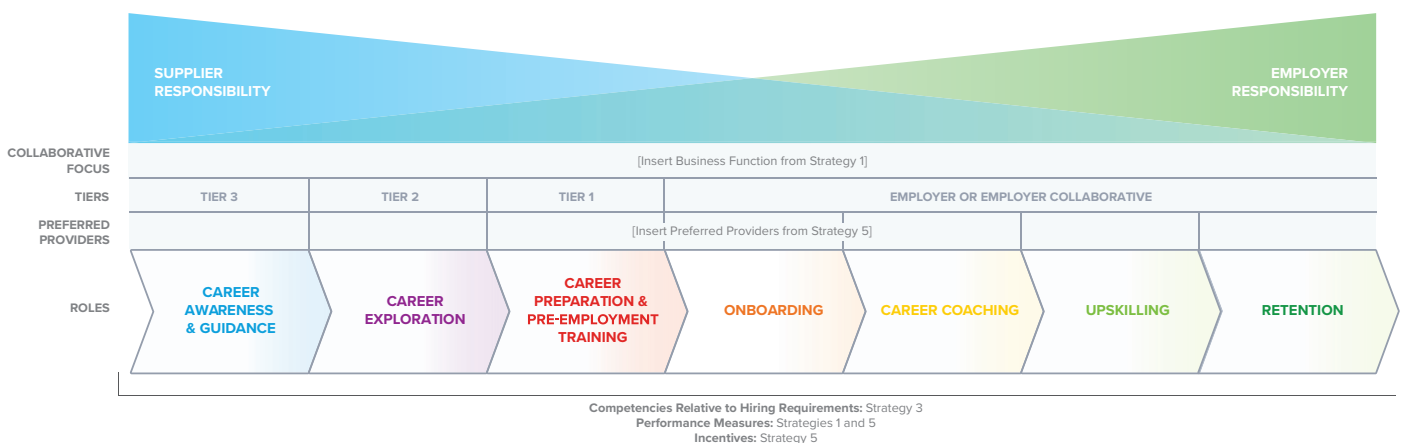 SUPPLIER
RESPONSIBILITY
EMPLOYER
RESPONSIBILITY
COLLABORATIVE
FOCUS
[Insert Business Function from Strategy 1]
TIERS
TIER 3
TIER 2
TIER 1
EMPLOYER OR EMPLOYER COLLABORATIVE
PREFERRED
PROVIDERS
[Insert Preferred Providers from Strategy 5]
ROLES
CAREER
AWARENESS
& GUIDANCE
CAREER
EXPLORATION
CAREER
PREPARATION &
PRE-EMPLOYMENT
TRAINING
ONBOARDING
CAREER COACHING
UPSKILLING
RETENTION
Competencies Relative to Hiring Requirements: Strategy 3
Performance Measures: Strategies 1 and 5
Incentives: Strategy 5